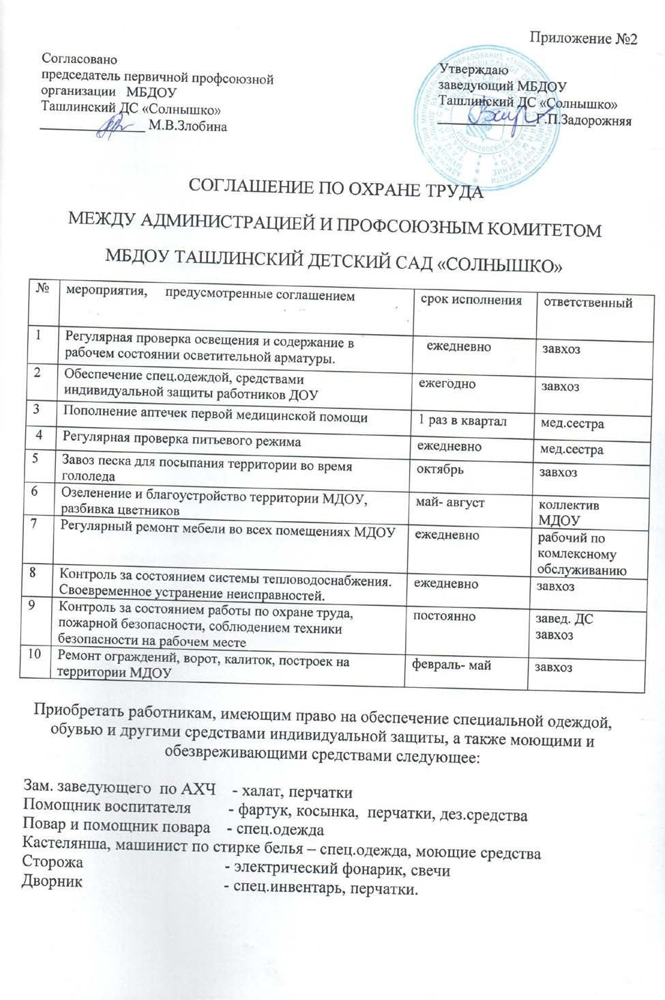 Приложение №2
Согласовано
председатель первичной профсоюзной
организации МБДОУ
Ташлинский ДС «Солнышко»
М.В.Злобина
Утверждаю
заведующий МБДОУ
Ташлинский ДС «Солнышко»
Г.П.Задорожняя
СОГЛАШЕНИЕ ПО ОХРАНЕ ТРУДА
МЕЖДУ АДМИНИСТРАЦИЕЙ И ПРОФСОЮЗНЫМ КОМИТЕТОМ
МБДОУ ТАШЛИНСКИЙ ДЕТСКИЙ САД «СОЛНЫШКО»
№ мероприятия, предусмотренные соглашением срок исполнения ответственный
1 Регулярная проверка освещения и содержание в ежедневно завхоз
рабочем состоянии осветительной арматуры.
2 Обеспечение спец.одеждой, средствами ежегодно завхоз
индивидуальной защиты работников ДОУ
3 Пополнение аптечек первой медицинской помощи 1 раз в квартал мед.сестра
4 Регулярная проверка питьевого режима ежедневно мед.сестра
5 Завоз песка для посыпания территории во время октябрь завхоз
гололеда
6 Озеленение и благоустройство территории МДОУ, май- август коллектив
разбивка цветников МДОУ
7 Регулярный ремонт мебели во всех помещениях МДОУ ежедневно рабочий по
комлексному
обслуживанию
8 Контроль за состоянием системы тепловодоснабжения. ежедневно завхоз
Своевременное устранение неисправностей.
9 Контроль за состоянием работы по охране труда, постоянно завед. ДС
пожарной безопасности, соблюдением техники завхоз
безопасности на рабочем месте
10 Ремонт ограждений, ворот, калиток, построек на февраль- май завхоз
территории МДОУ
Приобретать работникам, имеющим право на обеспечение специальной одеждой,
обувью и другими средствами индивидуальной защиты, а также моющими и
обезвреживающими средствами следующее:
Зам. заведующего по АХЧ - халат, перчатки
Помощник воспитателя - фартук, косынка, перчатки, дез.средства
Повар и помощник повара - спец.одежда
Кастелянша, машинист по стирке белья – спец.одежда, моющие средства
Сторожа - электрический фонарик, свечи
Дворник - спец.инвентарь, перчатки.